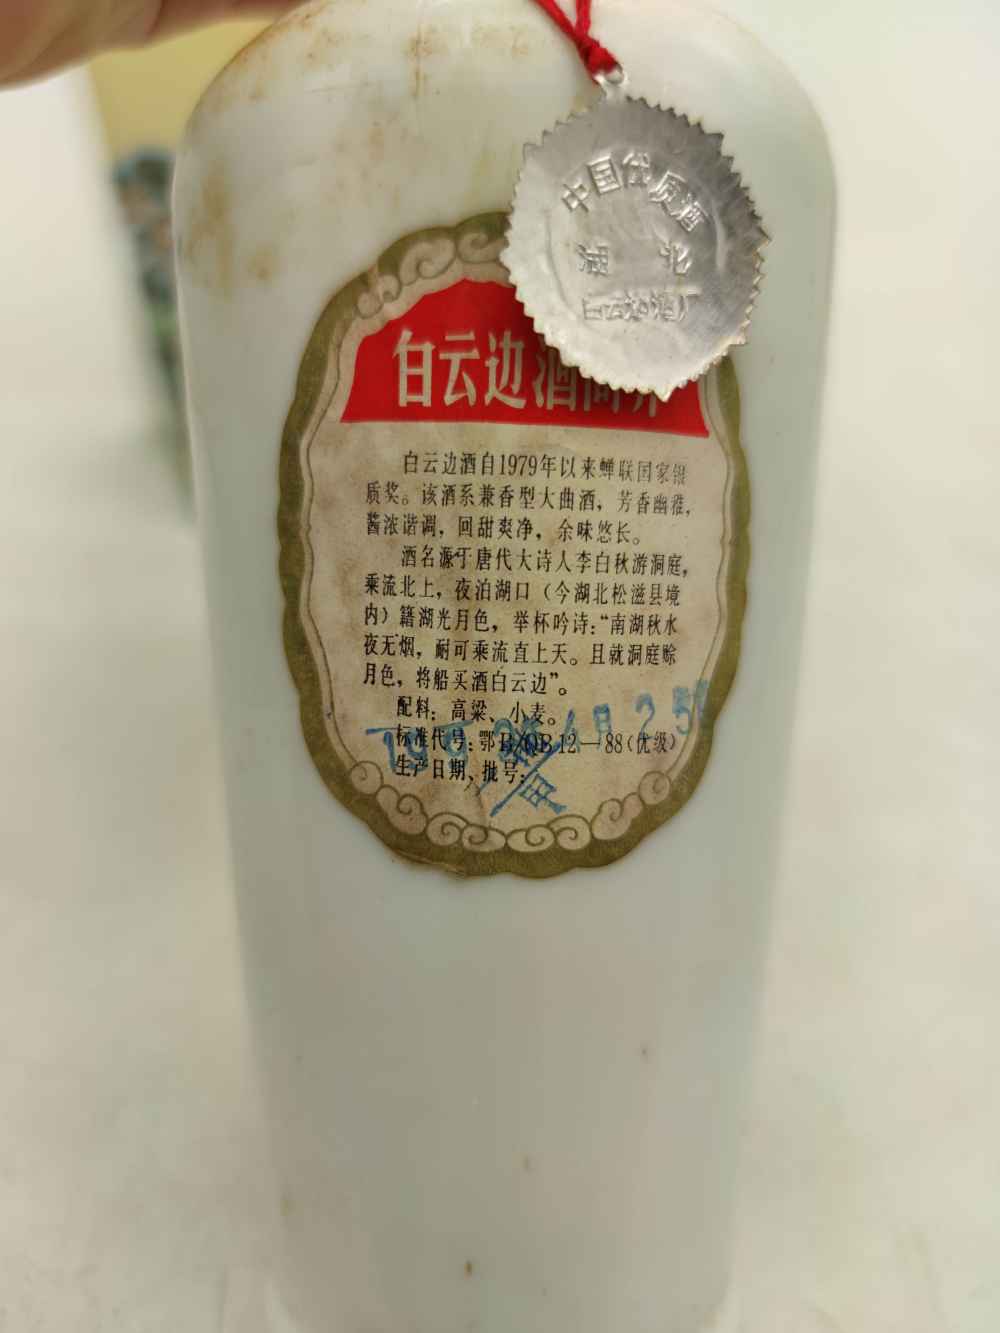 中国优质酒
湖北
白云边酒厂
白云边酒简介
白云边酒自1979年以来蝉联国家银
质奖。该酒系兼香型大曲酒，芳香幽雅，
酱浓谐调，回甜爽净，余味悠长。
酒名源于唐代大诗人李白秋游洞庭，
乘流北上，夜泊湖口（今湖北松滋县境
内）籍湖光月色，举杯吟诗：“南湖秋水
夜无烟，耐可乘流直上天。且就洞庭赊
月色，将船买酒白云边”。
配料：高粱、小麦。
标准代号：鄂B/QB12—88（优级）
生产日期、批号：